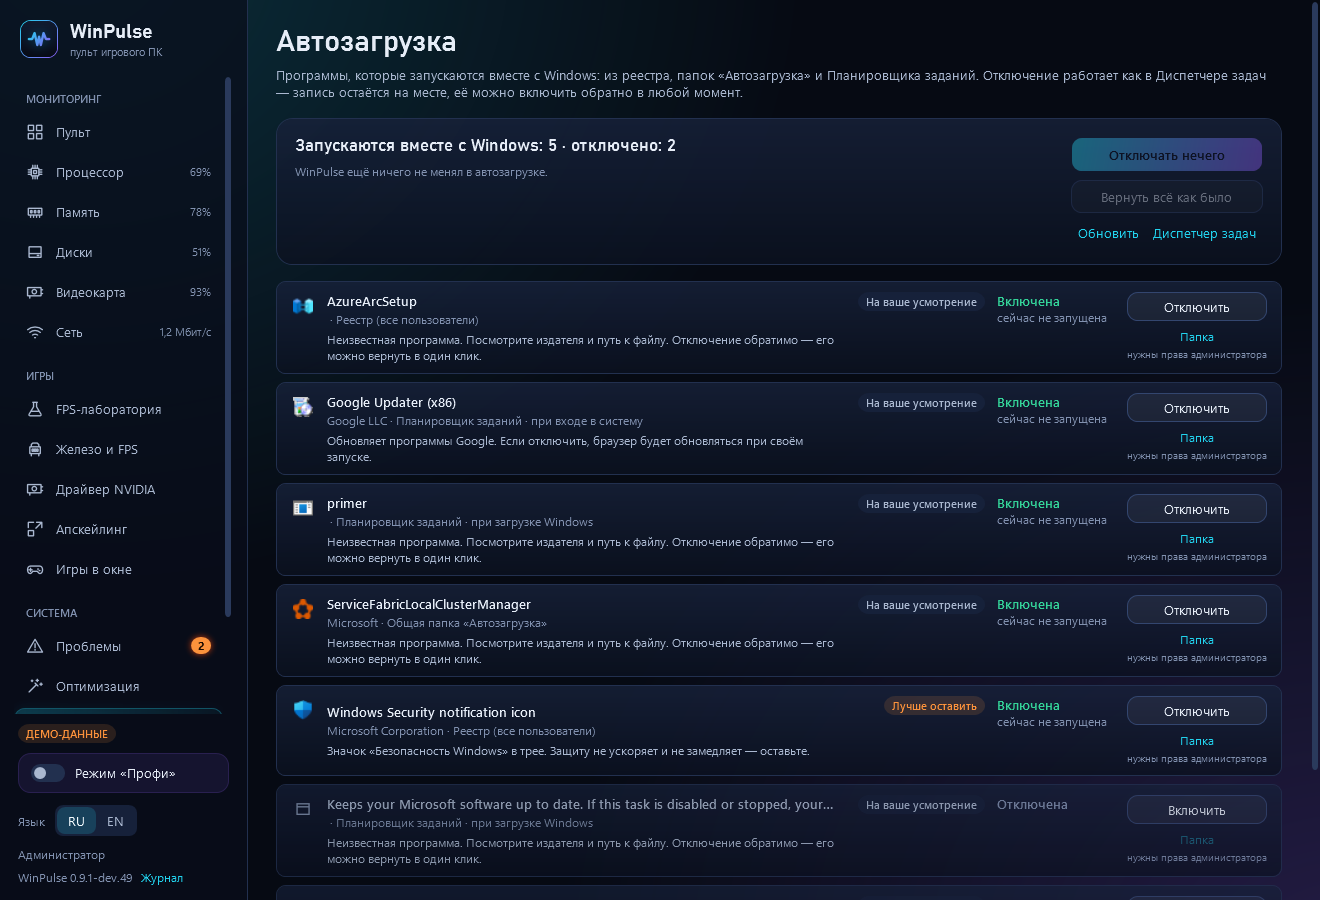 WinPulse
пульт игрового ПК
МОНИТОРИНГ
Пульт
Процессор 69%
Память 78%
Диски 51%
Видеокарта 93%
Сеть 1,2 Мбит/с
ИГРЫ
FPS-лаборатория
Железо и FPS
Драйвер NVIDIA
Апскейлинг
Игры в окне
СИСТЕМА
Проблемы 2
Оптимизация
ДЕМО-ДАННЫЕ
Режим «Профи»
Язык RU EN
Администратор
WinPulse 0.9.1-dev.49 Журнал
Автозагрузка
Программы, которые запускаются вместе с Windows: из реестра, папок «Автозагрузка» и Планировщика заданий. Отключение работает как в Диспетчере задач
— запись остаётся на месте, её можно включить обратно в любой момент.
Запускаются вместе с Windows: 5 · отключено: 2
WinPulse ещё ничего не менял в автозагрузке.
Отключать нечего
Вернуть всё как было
Обновить Диспетчер задач
AzureArcSetup
· Реестр (все пользователи)
Неизвестная программа. Посмотрите издателя и путь к файлу. Отключение обратимо — его
можно вернуть в один клик.
На ваше усмотрение
Включена
сейчас не запущена
Отключить
Папка
нужны права администратора
Google Updater (x86)
Google LLC · Планировщик заданий · при входе в систему
Обновляет программы Google. Если отключить, браузер будет обновляться при своём
запуске.
На ваше усмотрение
Включена
сейчас не запущена
Отключить
Папка
нужны права администратора
primer
· Планировщик заданий · при загрузке Windows
Неизвестная программа. Посмотрите издателя и путь к файлу. Отключение обратимо — его
можно вернуть в один клик.
На ваше усмотрение
Включена
сейчас не запущена
Отключить
Папка
нужны права администратора
ServiceFabricLocalClusterManager
Microsoft · Общая папка «Автозагрузка»
Неизвестная программа. Посмотрите издателя и путь к файлу. Отключение обратимо — его
можно вернуть в один клик.
На ваше усмотрение
Включена
сейчас не запущена
Отключить
Папка
нужны права администратора
Windows Security notification icon
Microsoft Corporation · Реестр (все пользователи)
Значок «Безопасность Windows» в трее. Защиту не ускоряет и не замедляет — оставьте.
Лучше оставить
Включена
сейчас не запущена
Отключить
Папка
нужны права администратора
Keeps your Microsoft software up to date. If this task is disabled or stopped, your...
· Планировщик заданий · при загрузке Windows
Неизвестная программа. Посмотрите издателя и путь к файлу. Отключение обратимо — его
можно вернуть в один клик.
На ваше усмотрение
Отключена
Включить
Папка
нужны права администратора